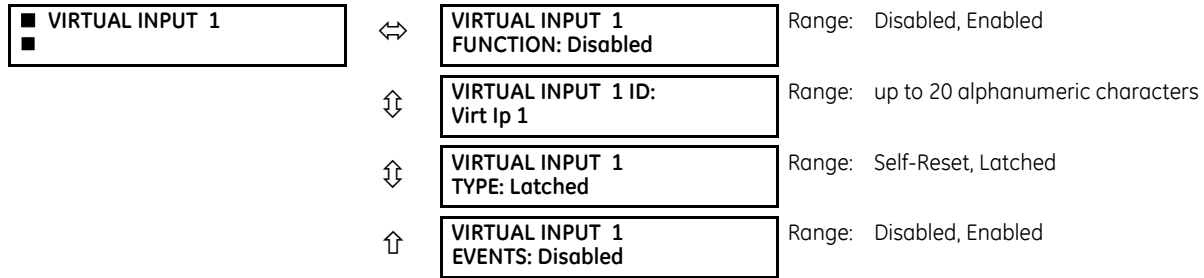 ■ VIRTUAL INPUT 1
■
VIRTUAL INPUT 1
FUNCTION: Disabled
Range: Disabled, Enabled
VIRTUAL INPUT 1 ID:
Virt Ip 1
Range: up to 20 alphanumeric characters
VIRTUAL INPUT 1
TYPE: Latched
Range: Self-Reset, Latched
VIRTUAL INPUT 1
EVENTS: Disabled
Range: Disabled, Enabled